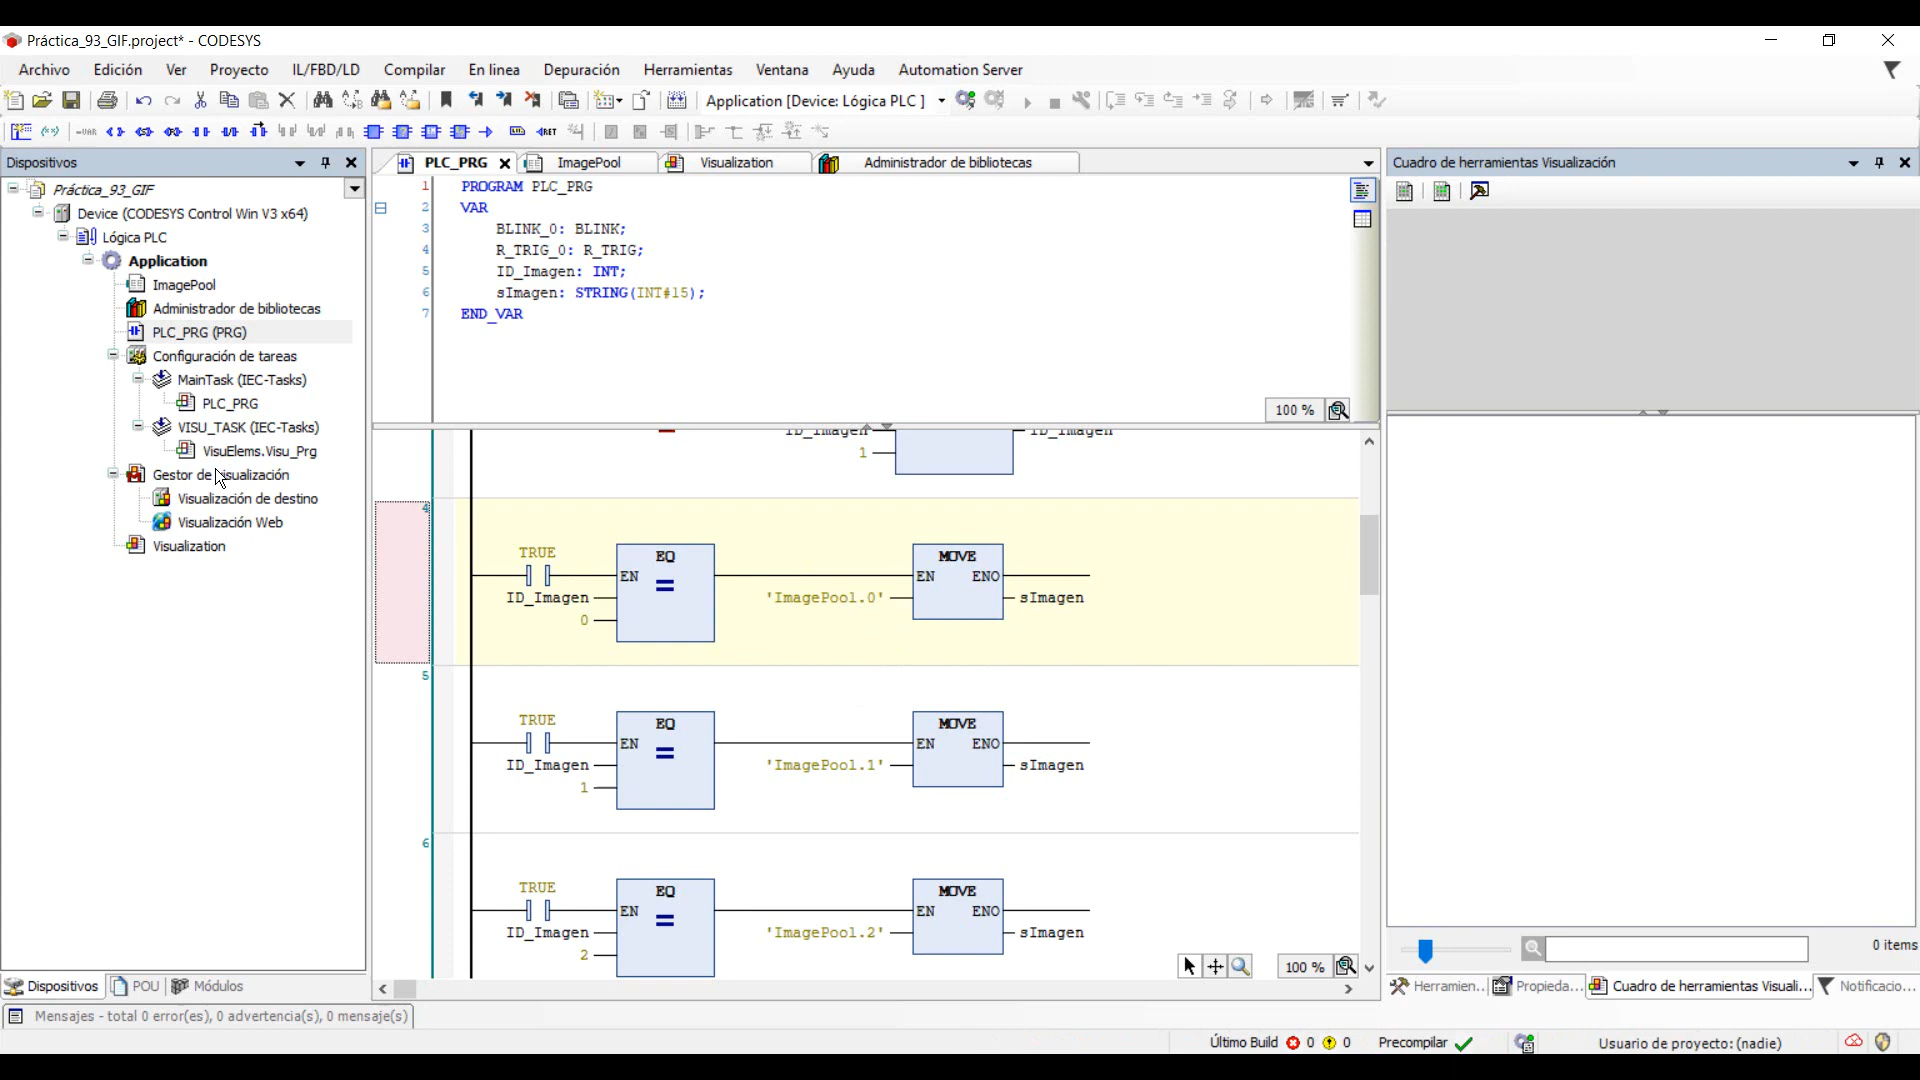 Práctica_93_GIF.project* - CODESYS
Archivo Edición Ver Proyecto IL/FBD/LD Compilar En linea Depuración Herramientas Ventana Ayuda Automation Server
Application [Device: Lógica PLC ]
Dispositivos
Práctica_93_GIF
Device (CODESYS Control Win V3 x64)
Lógica PLC
Application
ImagePool
Administrador de bibliotecas
PLC_PRG (PRG)
Configuración de tareas
MainTask (IEC-Tasks)
PLC_PRG
VISU_TASK (IEC-Tasks)
VisuElems.Visu_Prg
Gestor de visualización
Visualización de destino
Visualización Web
Visualization
Dispositivos POU Módulos
PLC_PRG ImagePool Visualization Administrador de bibliotecas
1 PROGRAM PLC_PRG
2 VAR
3 BLINK_0: BLINK;
4 R_TRIG_0: R_TRIG;
5 ID_Imagen: INT;
6 sImagen: STRING(INT#15);
7 END_VAR
100 %
ID_Imagen ID_Imagen
1
4
TRUE EQ MOVE
EN EN ENO
ID_Imagen = 'ImagePool.0' sImagen
0
5
TRUE EQ MOVE
EN EN ENO
ID_Imagen = 'ImagePool.1' sImagen
1
6
TRUE EQ MOVE
EN EN ENO
ID_Imagen = 'ImagePool.2' sImagen
2
100 %
Cuadro de herramientas Visualización
0 items
Herramien... Propieda... Cuadro de herramientas Visuali... Notificacio...
Mensajes - total 0 error(es), 0 advertencia(s), 0 mensaje(s)
Último Build 0 0 Precompilar Usuario de proyecto: (nadie)